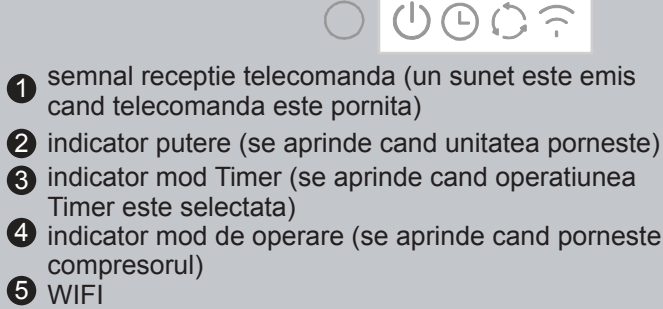 1 semnal receptie telecomanda (un sunet este emis
cand telecomanda este pornita)
2 indicator putere (se aprinde cand unitatea porneste)
3 indicator mod Timer (se aprinde cand operatiunea
Timer este selectata)
4 indicator mod de operare (se aprinde cand porneste
compresorul)
5 WIFI